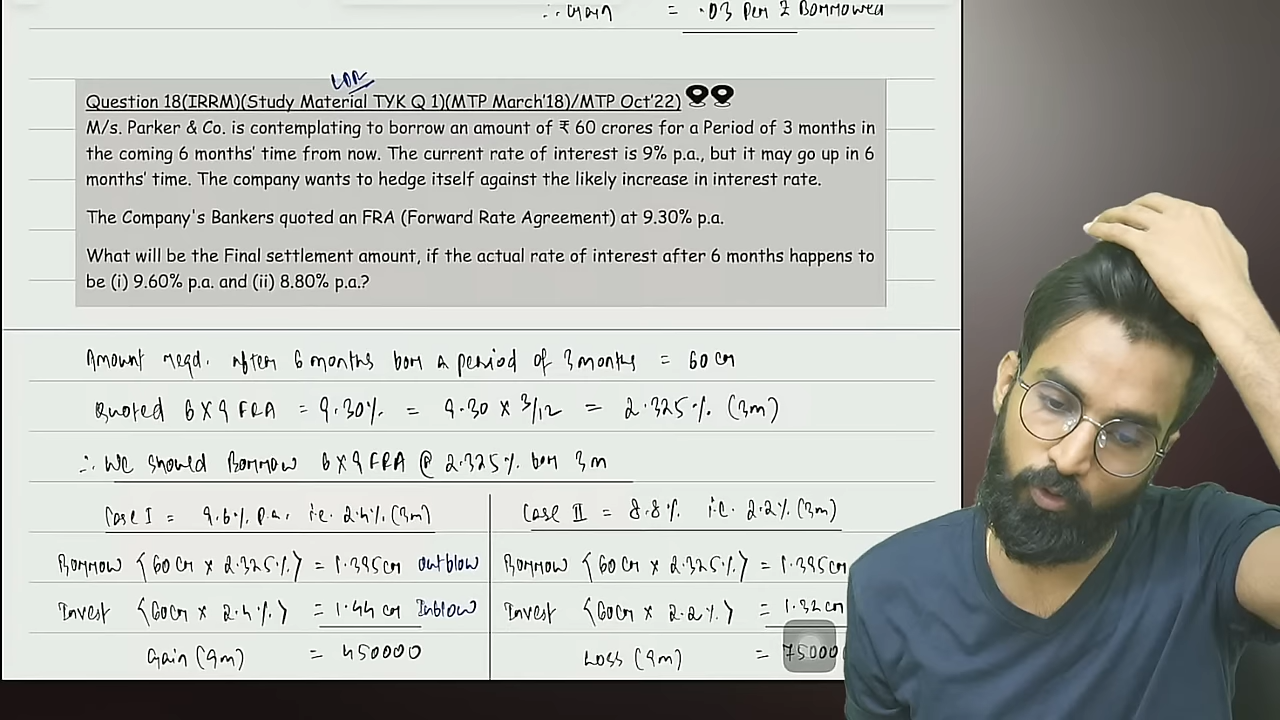 ∴ Gain = .03 Per ₹ Borrowed
LDR
Question 18(IRRM)(Study Material TYK Q 1)(MTP March'18)/MTP Oct'22)
M/s. Parker & Co. is contemplating to borrow an amount of ₹ 60 crores for a Period of 3 months in
the coming 6 months' time from now. The current rate of interest is 9% p.a., but it may go up in 6
months' time. The company wants to hedge itself against the likely increase in interest rate.
The Company's Bankers quoted an FRA (Forward Rate Agreement) at 9.30% p.a.
What will be the Final settlement amount, if the actual rate of interest after 6 months happens to
be (i) 9.60% p.a. and (ii) 8.80% p.a.?
Amount reqd. after 6 months for a period of 3 months = 60 cr
Quoted 6X9 FRA = 9.30% = 9.30 x 3/12 = 2.325% (3m)
∴ We should Borrow 6x9 FRA @ 2.325% for 3m
Case I = 9.6% p.a. i.e. 2.4% (3m)
Borrow (60 cr x 2.325%) = 1.395 cr outflow
Invest (60 cr x 2.4%) = 1.44 cr Inflow
Gain (9m) = 450000
Case II = 8.8% i.e. 2.2% (3m)
Borrow (60 cr x 2.325%) = 1.395 cr
Invest (60 cr x 2.2%) = 1.32 cr
Loss (9m) = 75000